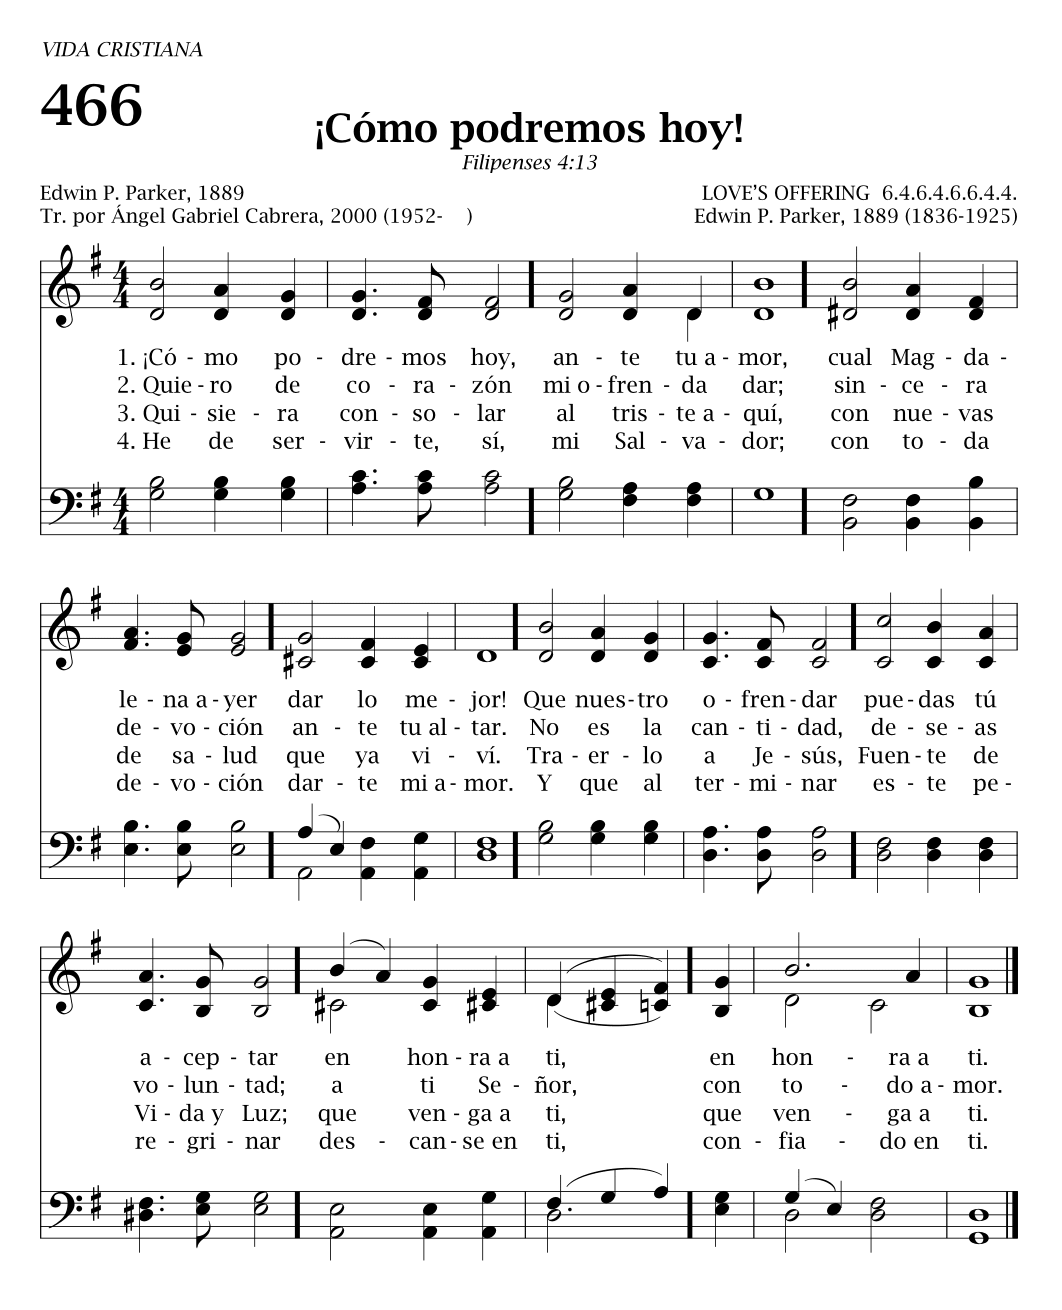 VIDA CRISTIANA
466
¡Cómo podremos hoy!
Filipenses 4:13
Edwin P. Parker, 1889
LOVE'S OFFERING 6.4.6.4.6.6.4.4.
Tr. por Ángel Gabriel Cabrera, 2000 (1952- )
Edwin P. Parker, 1889 (1836-1925)
1. ¡Có - mo po - dre - mos hoy, an - te tu a - mor, cual Mag - da -
2. Quie - ro de co - ra - zón mi o - fren - da dar; sin - ce - ra
3. Qui - sie - ra con - so - lar al tris - te a - quí, con nue - vas
4. He de ser - vir - te, sí, mi Sal - va - dor; con to - da
le - na a - yer dar lo me - jor! Que nues - tro o - fren - dar pue - das tú
de - vo - ción an - te tu al - tar. No es la can - ti - dad, de - se - as
de sa - lud que ya vi - ví. Tra - er - lo a Je - sús, Fuen - te de
de - vo - ción dar - te mi a - mor. Y que al ter - mi - nar es - te pe -
a - cep - tar en hon - ra a ti, en hon - ra a ti.
vo - lun - tad; a ti Se - ñor, con to - do a - mor.
Vi - da y Luz; que ven - ga a ti, que ven - ga a ti.
re - gri - nar des - can - se en ti, con - fia - do en ti.